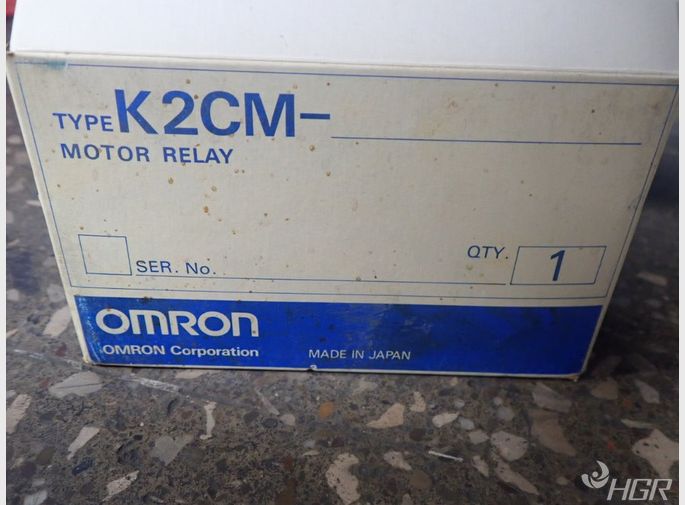 TYPE K2CM-
MOTOR RELAY
SER. No.
QTY. 1
OMRON
OMRON Corporation
MADE IN JAPAN
HGR